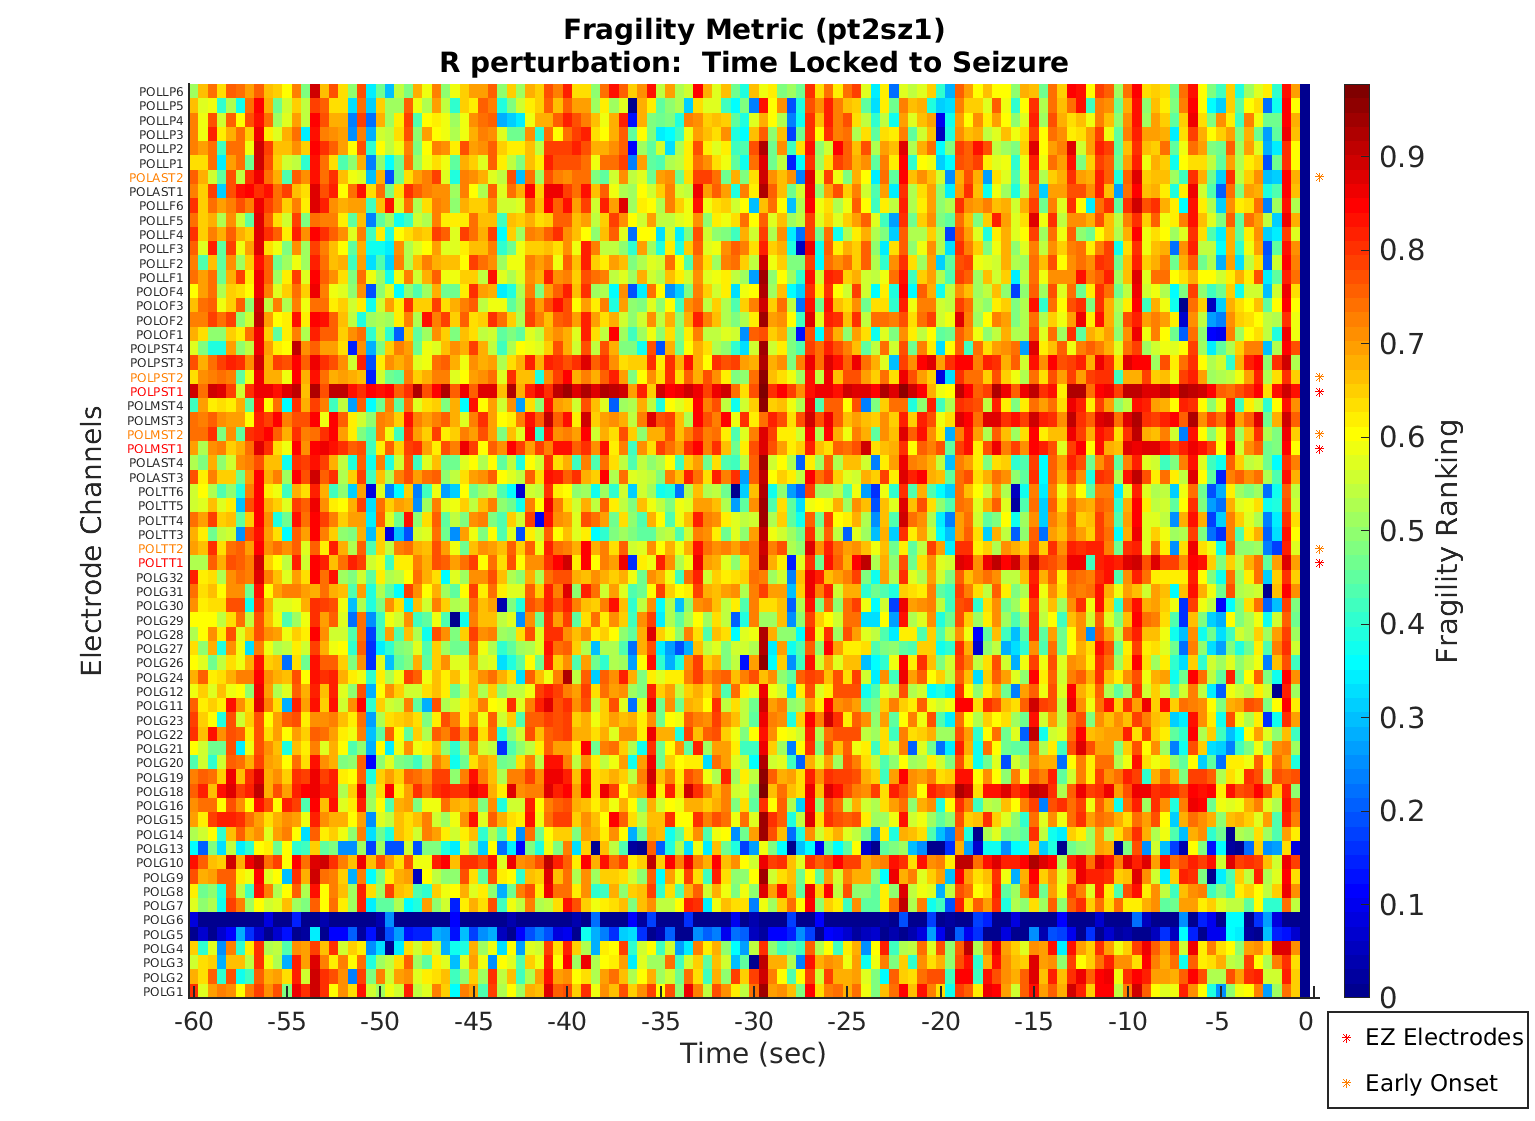 Fragility Metric (pt2sz1)
R perturbation:  Time Locked to Seizure
Electrode Channels
POLLP6
POLLP5
POLLP4
POLLP3
POLLP2
POLLP1
POLAST2
POLAST1
POLLF6
POLLF5
POLLF4
POLLF3
POLLF2
POLLF1
POLOF4
POLOF3
POLOF2
POLOF1
POLPST4
POLPST3
POLPST2
POLPST1
POLMST4
POLMST3
POLMST2
POLMST1
POLAST4
POLAST3
POLTT6
POLTT5
POLTT4
POLTT3
POLTT2
POLTT1
POLG32
POLG31
POLG30
POLG29
POLG28
POLG27
POLG26
POLG24
POLG12
POLG11
POLG23
POLG22
POLG21
POLG20
POLG19
POLG18
POLG16
POLG15
POLG14
POLG13
POLG10
POLG9
POLG8
POLG7
POLG6
POLG5
POLG4
POLG3
POLG2
POLG1
-60 -55 -50 -45 -40 -35 -30 -25 -20 -15 -10 -5 0
Time (sec)
0.9
0.8
0.7
0.6
0.5
0.4
0.3
0.2
0.1
0
Fragility Ranking
EZ Electrodes
Early Onset